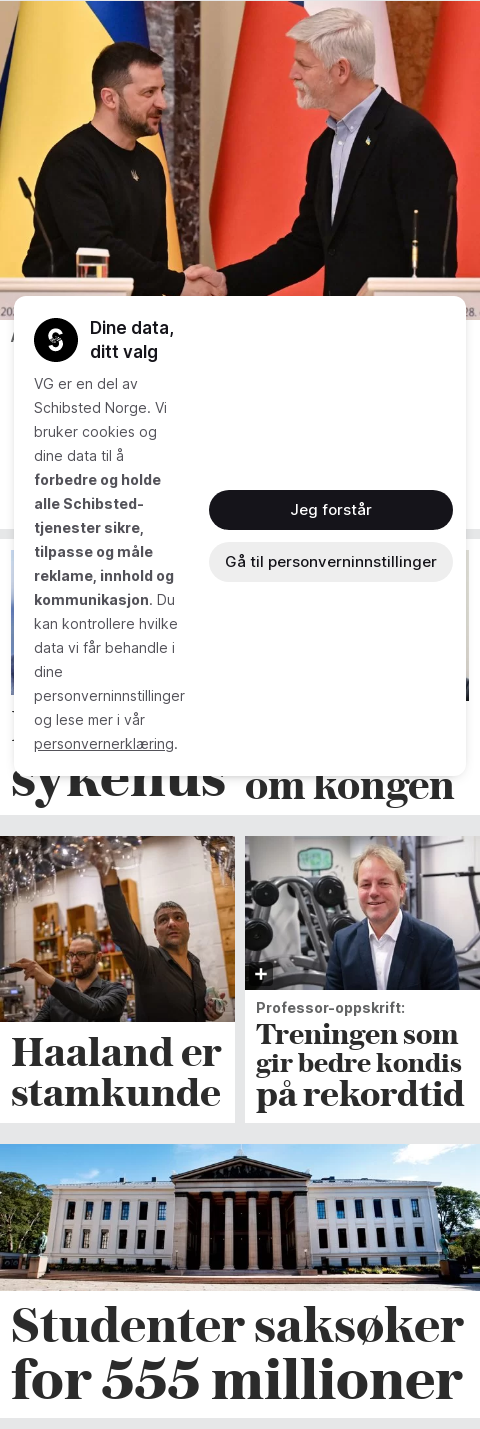 Dine data,
ditt valg
VG er en del av
Schibsted Norge. Vi
bruker cookies og
dine data til å
forbedre og holde
alle Schibsted-
tjenester sikre,
tilpasse og måle
reklame, innhold og
kommunikasjon. Du
kan kontrollere hvilke
data vi får behandle i
dine
personverninnstillinger
og lese mer i vår
personvernerklæring.
Jeg forstår
Gå til personverninnstillinger
sykehus
om kongen
Haaland er
stamkunde
Professor-oppskrift:
Treningen som
gir bedre kondis
på rekordtid
Studenter saksøker
for 555 millioner